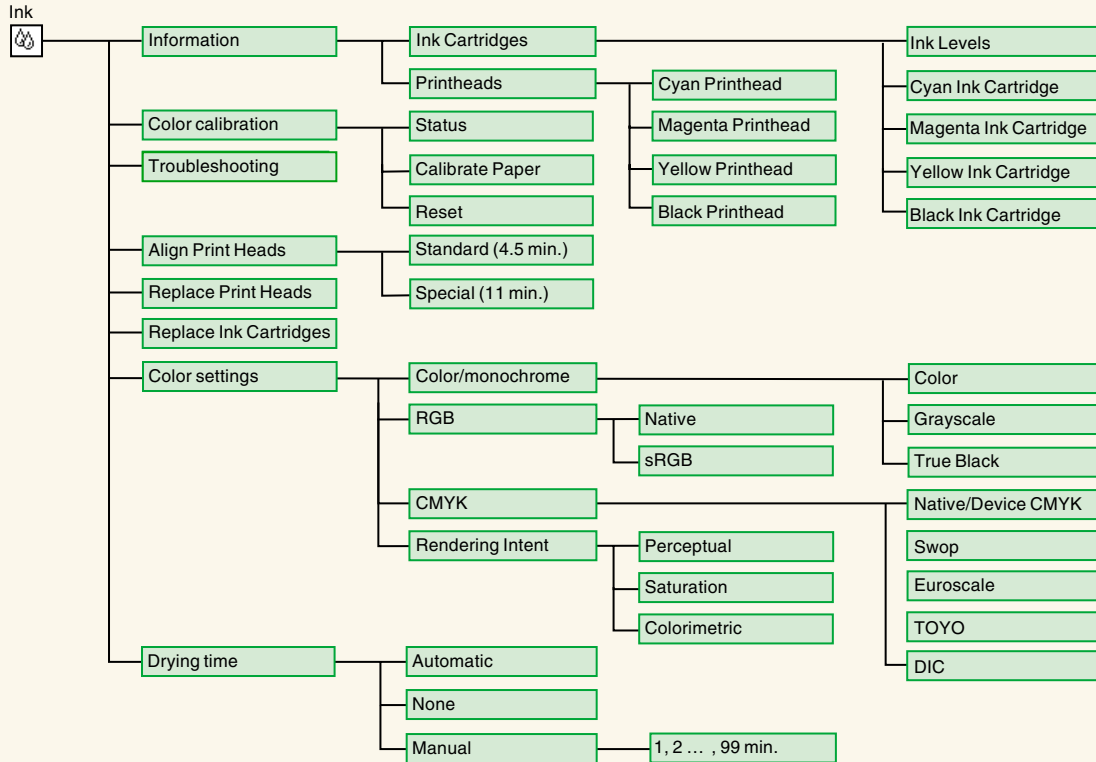 Ink
Information
Ink Cartridges
Ink Levels
Printheads
Cyan Printhead
Cyan Ink Cartridge
Color calibration
Status
Magenta Printhead
Magenta Ink Cartridge
Troubleshooting
Calibrate Paper
Yellow Printhead
Yellow Ink Cartridge
Reset
Black Printhead
Black Ink Cartridge
Align Print Heads
Standard (4.5 min.)
Replace Print Heads
Special (11 min.)
Replace Ink Cartridges
Color settings
Color/monochrome
Color
RGB
Native
Grayscale
sRGB
True Black
CMYK
Native/Device CMYK
Rendering Intent
Perceptual
Swop
Saturation
Euroscale
Colorimetric
TOYO
Drying time
Automatic
DIC
None
Manual
1, 2 ... , 99 min.